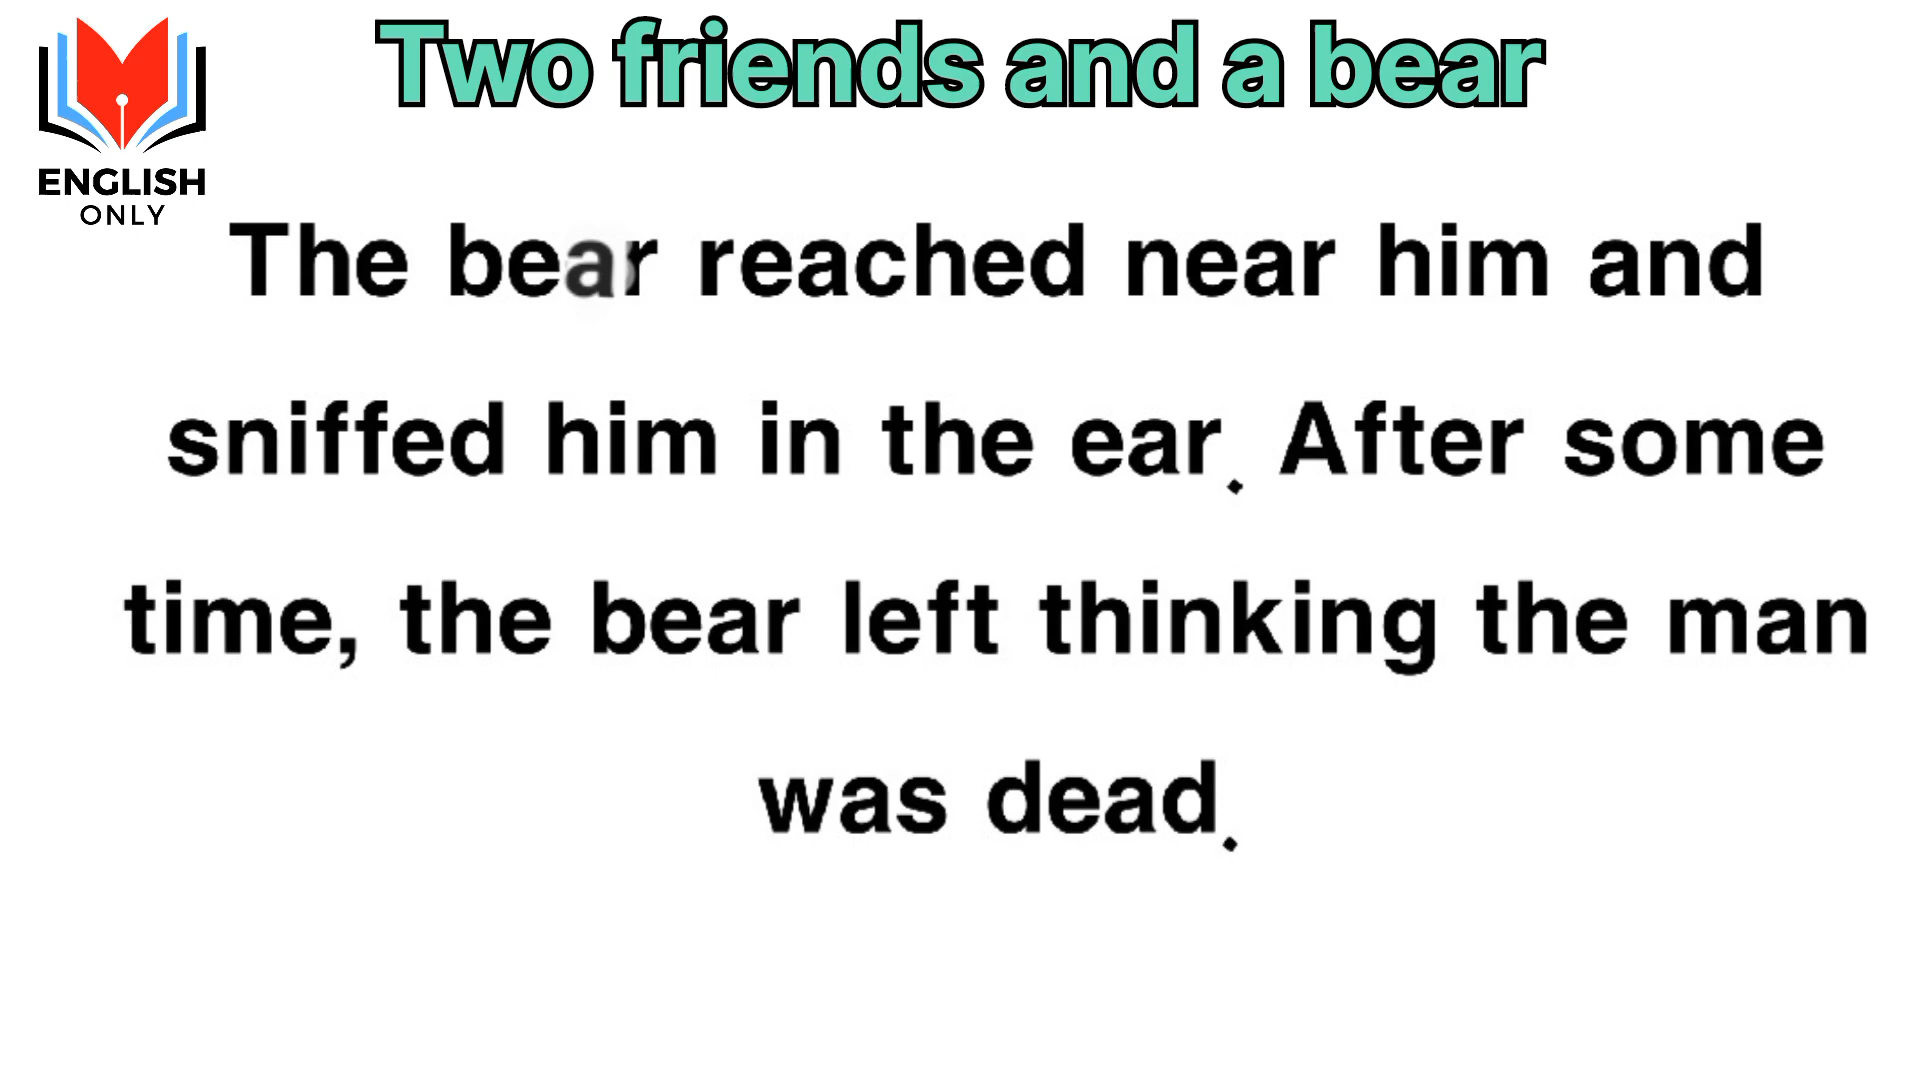 Two friends and a bear
ENGLISH
ONLY
The bear reached near him and
sniffed him in the ear. After some
time, the bear left thinking the man
was dead.